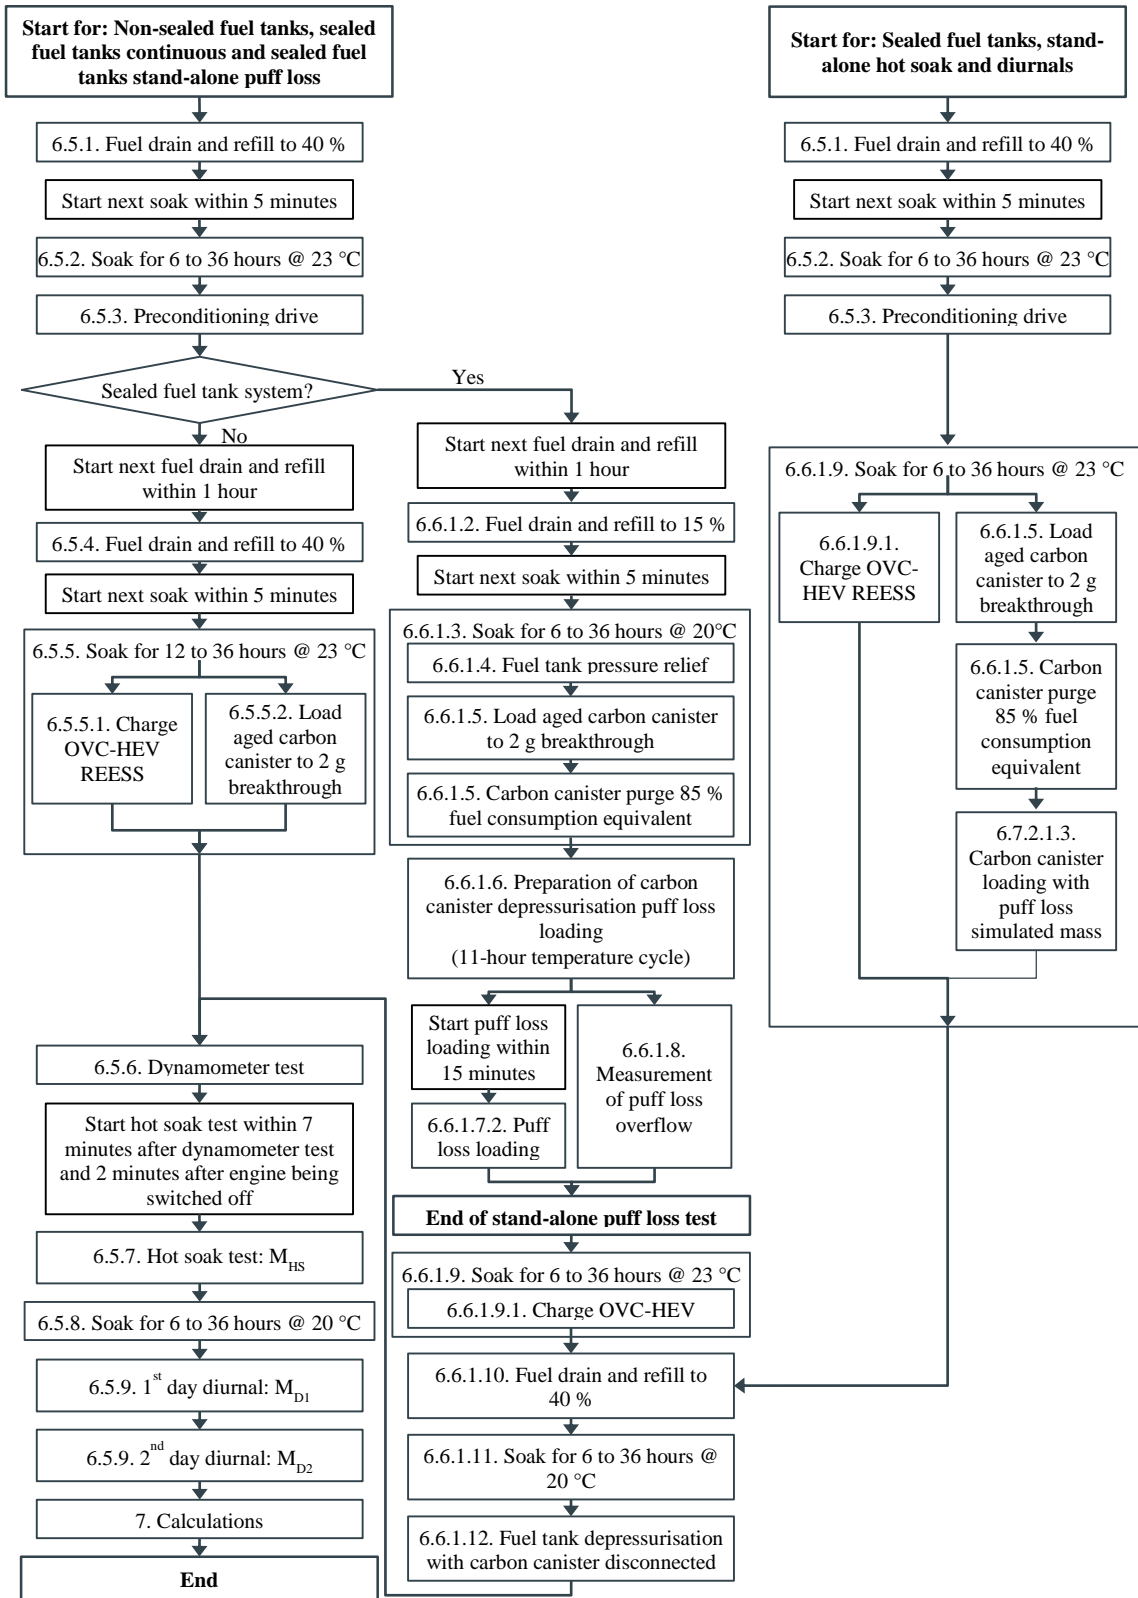 Start for: Non-sealed fuel tanks, sealed
fuel tanks continuous and sealed fuel
tanks stand-alone puff loss
6.5.1. Fuel drain and refill to 40 %
Start next soak within 5 minutes
6.5.2. Soak for 6 to 36 hours @ 23 °C
6.5.3. Preconditioning drive
Sealed fuel tank system?
Yes
No
Start next fuel drain and refill
within 1 hour
6.5.4. Fuel drain and refill to 40 %
Start next soak within 5 minutes
6.5.5. Soak for 12 to 36 hours @ 23 °C
6.5.5.1. Charge
OVC-HEV
REESS
6.5.5.2. Load
aged carbon
canister to 2 g
breakthrough
6.5.6. Dynamometer test
Start hot soak test within 7
minutes after dynamometer test
and 2 minutes after engine being
switched off
6.5.7. Hot soak test: MHS
6.5.8. Soak for 6 to 36 hours @ 20 °C
6.5.9. 1st day diurnal: MD1
6.5.9. 2nd day diurnal: MD2
7. Calculations
End
Start next fuel drain and refill
within 1 hour
6.6.1.2. Fuel drain and refill to 15 %
Start next soak within 5 minutes
6.6.1.3. Soak for 6 to 36 hours @ 20°C
6.6.1.4. Fuel tank pressure relief
6.6.1.5. Load aged carbon canister
to 2 g breakthrough
6.6.1.5. Carbon canister purge 85 %
fuel consumption equivalent
6.6.1.6. Preparation of carbon
canister depressurisation puff loss
loading
(11-hour temperature cycle)
Start puff loss
loading within
15 minutes
6.6.1.7.2. Puff
loss loading
6.6.1.8.
Measurement
of puff loss
overflow
End of stand-alone puff loss test
6.6.1.9. Soak for 6 to 36 hours @ 23 °C
6.6.1.9.1. Charge OVC-HEV
6.6.1.10. Fuel drain and refill to
40 %
6.6.1.11. Soak for 6 to 36 hours @
20 °C
6.6.1.12. Fuel tank depressurisation
with carbon canister disconnected
Start for: Sealed fuel tanks, stand-
alone hot soak and diurnals
6.5.1. Fuel drain and refill to 40 %
Start next soak within 5 minutes
6.5.2. Soak for 6 to 36 hours @ 23 °C
6.5.3. Preconditioning drive
6.6.1.9. Soak for 6 to 36 hours @ 23 °C
6.6.1.9.1.
Charge OVC-
HEV REESS
6.6.1.5. Load
aged carbon
canister to 2 g
breakthrough
6.6.1.5. Carbon
canister purge
85 % fuel
consumption
equivalent
6.7.2.1.3.
Carbon canister
loading with
puff loss
simulated mass